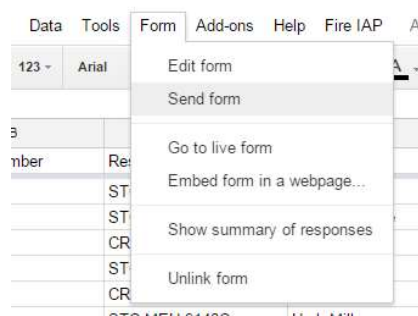 Data Tools Form Add-ons Help Fire IAP
123 Arial Edit form A
Send form
B
mber Res Go to live form
ST Embed form in a webpage...
ST
CR Show summary of responses
ST
CR Unlink form